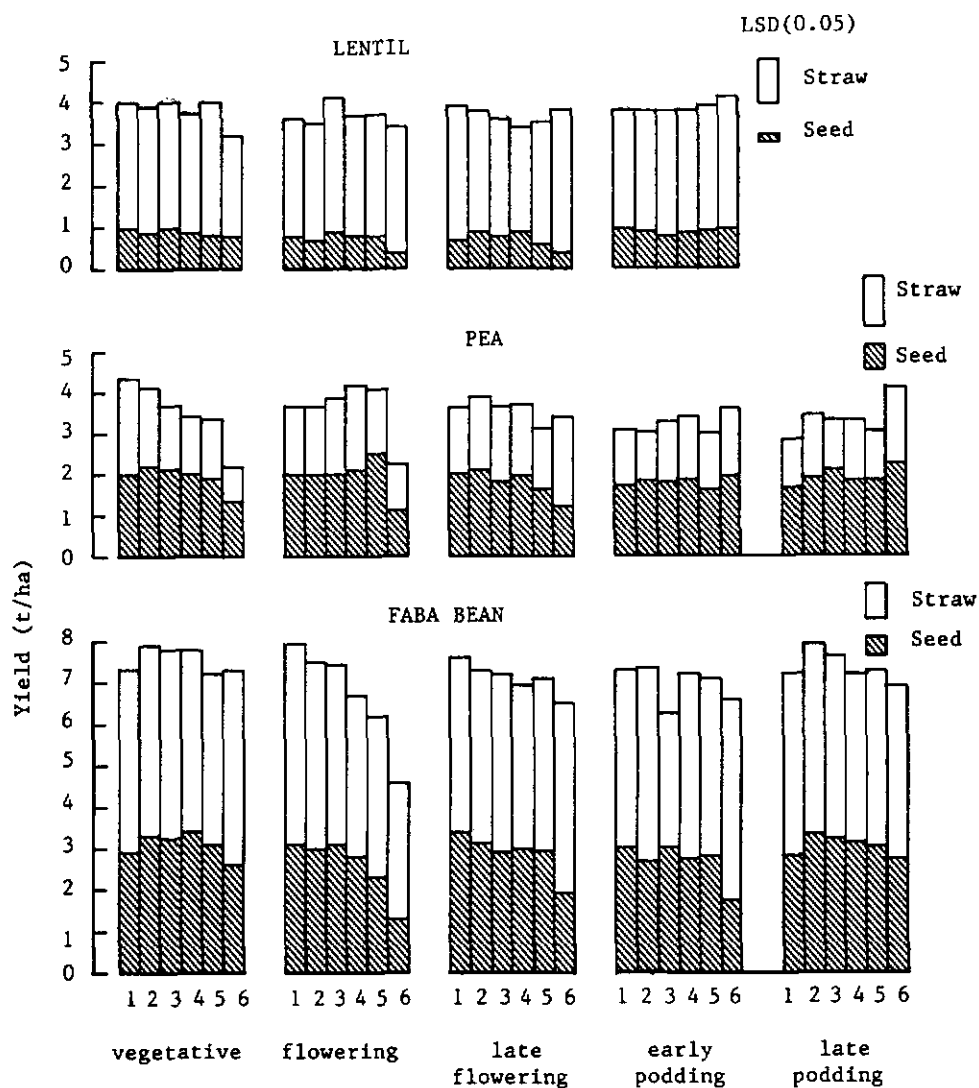 LSD(0.05)
LENTIL
Straw
Seed
5
4
3
2
1
0
PEA
Straw
Seed
5
4
3
2
1
0
FABA BEAN
Straw
Seed
Yield (t/ha)
8
7
6
5
4
3
2
1
0
1 2 3 4 5 6 1 2 3 4 5 6 1 2 3 4 5 6 1 2 3 4 5 6 1 2 3 4 5 6
vegetative flowering late early late
flowering podding podding